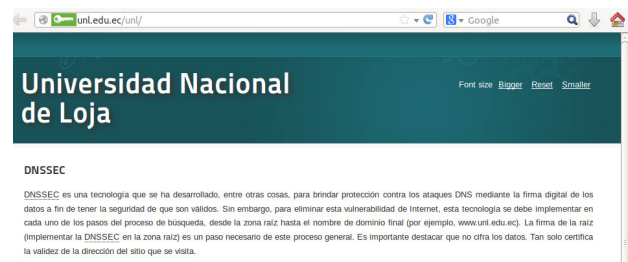 unl.edu.ec/unl/
Google
Universidad Nacional
de Loja
Font size Bigger Reset Smaller
DNSSEC
DNSSEC es una tecnología que se ha desarrollado, entre otras cosas, para brindar protección contra los ataques DNS mediante la firma digital de los
datos a fin de tener la seguridad de que son válidos. Sin embargo, para eliminar esta vulnerabilidad de Internet, esta tecnología se debe implementar en
cada uno de los pasos del proceso de búsqueda, desde la zona raíz hasta el nombre de dominio final (por ejemplo, www.unl.edu.ec). La firma de la raíz
(implementar la DNSSEC en la zona raíz) es un paso necesario de este proceso general. Es importante destacar que no cifra los datos. Tan solo certifica
la validez de la dirección del sitio que se visita.